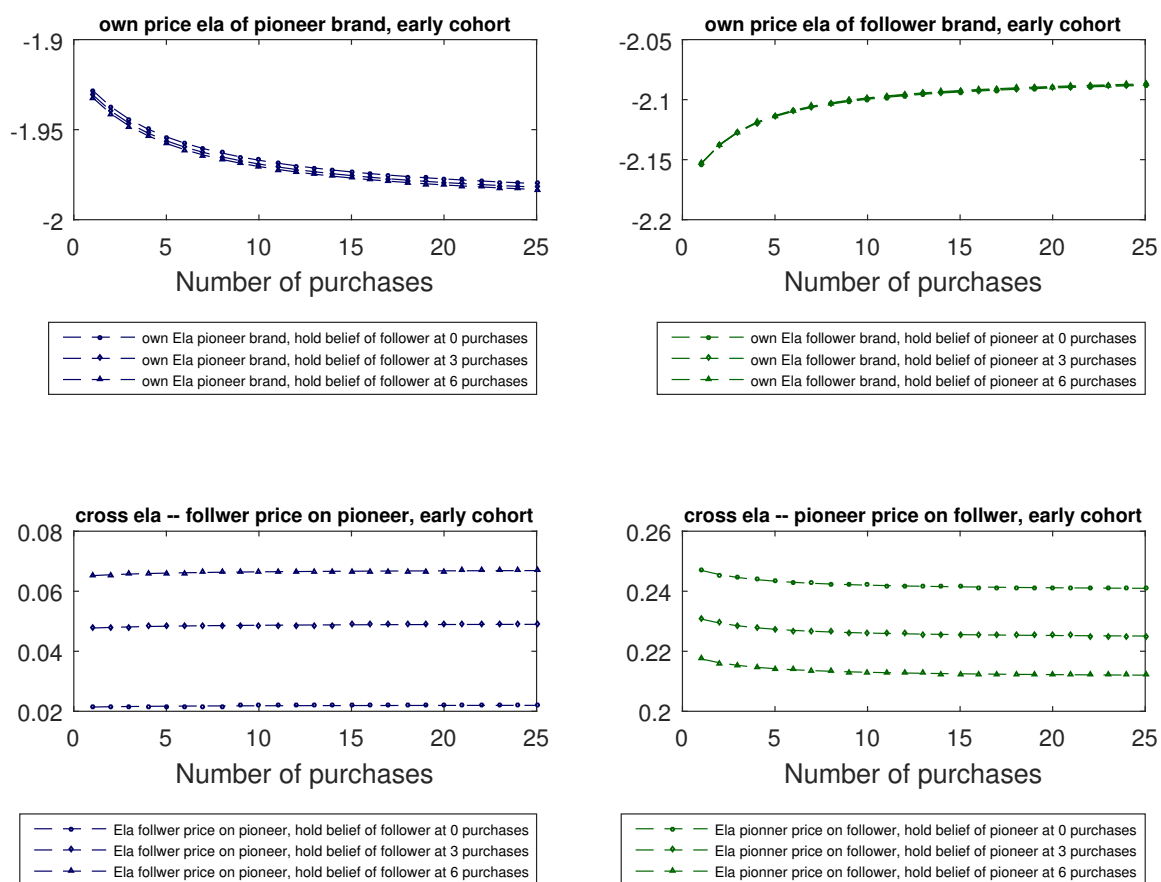 own price ela of pioneer brand, early cohort
-1.9
-1.95
-2
0 5 10 15 20 25
Number of purchases
own Ela pioneer brand, hold belief of follower at 0 purchases
own Ela pioneer brand, hold belief of follower at 3 purchases
own Ela pioneer brand, hold belief of follower at 6 purchases
own price ela of follower brand, early cohort
-2.05
-2.1
-2.15
-2.2
0 5 10 15 20 25
Number of purchases
own Ela follower brand, hold belief of pioneer at 0 purchases
own Ela follower brand, hold belief of pioneer at 3 purchases
own Ela follower brand, hold belief of pioneer at 6 purchases
cross ela -- follwer price on pioneer, early cohort
0.08
0.06
0.04
0.02
0 5 10 15 20 25
Number of purchases
Ela follwer price on pioneer, hold belief of follower at 0 purchases
Ela follwer price on pioneer, hold belief of follower at 3 purchases
Ela follwer price on pioneer, hold belief of follower at 6 purchases
cross ela -- pioneer price on follwer, early cohort
0.26
0.24
0.22
0.2
0 5 10 15 20 25
Number of purchases
Ela pionner price on follower, hold belief of pioneer at 0 purchases
Ela pionner price on follower, hold belief of pioneer at 3 purchases
Ela pionner price on follower, hold belief of pioneer at 6 purchases